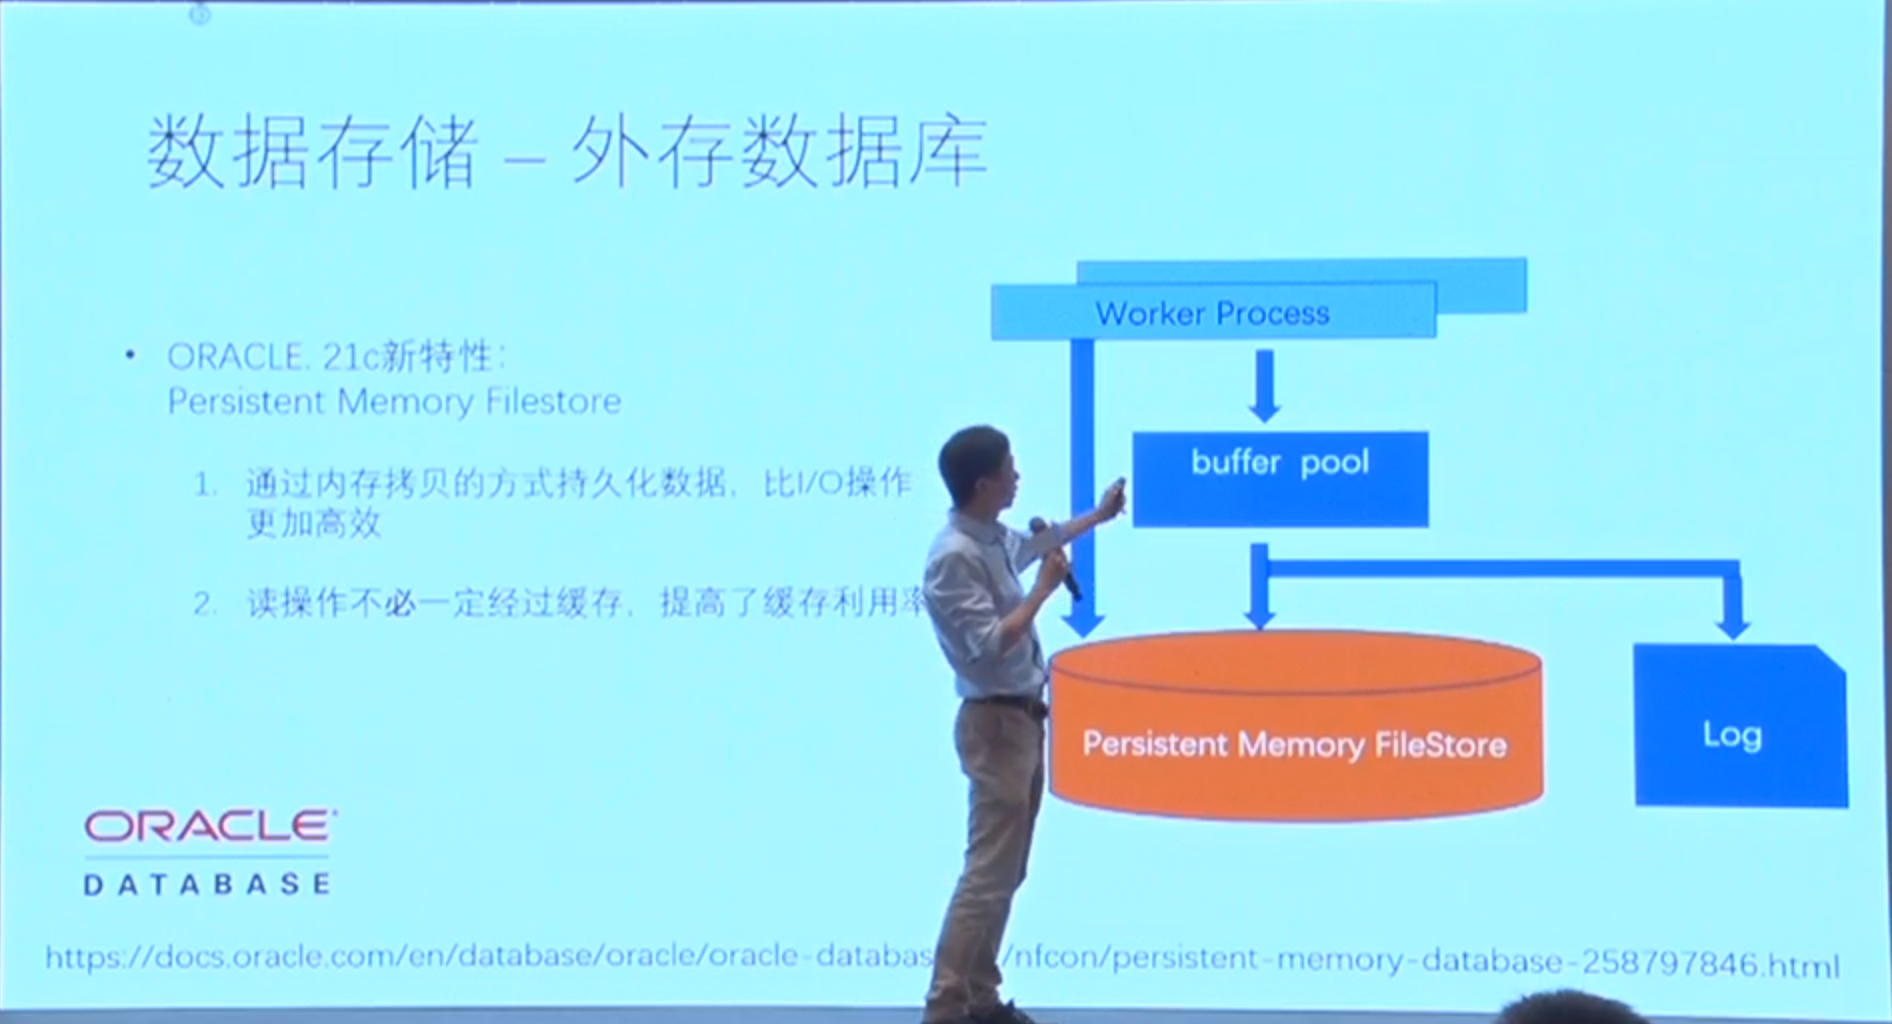 数据存储 – 外存数据库
• ORACLE. 21c新特性：
Persistent Memory Filestore
1. 通过内存拷贝的方式持久化数据，比I/O操作
更加高效
2. 读操作不必一定经过缓存，提高了缓存利用率
Worker Process
buffer pool
Persistent Memory FileStore
Log
ORACLE
DATABASE
https://docs.oracle.com/en/database/oracle/oracle-databas /nfcon/persistent-memory-database-258797846.html